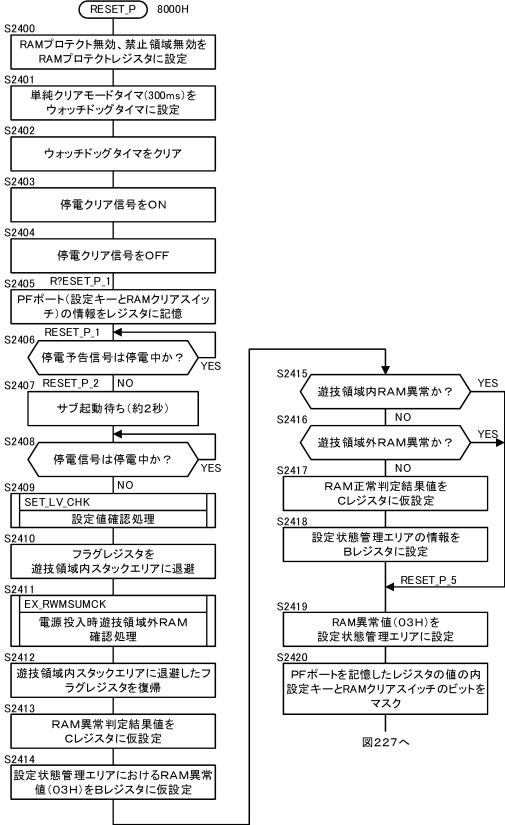 RESET_P
8000H
S2400
RAMプロテクト無効、禁止領域無効を
RAMプロテクトレジスタに設定
S2401
単純クリアモードタイマ(300ms)を
ウォッチドッグタイマに設定
S2402
ウォッチドッグタイマをクリア
S2403
停電クリア信号をON
S2404
停電クリア信号をOFF
S2405
R?ESET_P_1
PFポート(設定キーとRAMクリアスイッ
チ)の情報をレジスタに記憶
RESET_P_1
S2406
停電予告信号は停電中か?
YES
S2407
RESET_P_2
NO
サブ起動待ち(約2秒)
S2408
停電信号は停電中か?
YES
NO
S2409
SET_LV_CHK
設定値確認処理
S2410
フラグレジスタを
遊技領域内スタックエリアに退避
S2411
EX_RWMSUMCK
電源投入時遊技領域外RAM
確認処理
S2412
遊技領域内スタックエリアに退避したフ
ラグレジスタを復帰
S2413
RAM異常判定結果値を
Cレジスタに仮設定
S2414
設定状態管理エリアにおけるRAM異常
値(03H)をBレジスタに仮設定
S2415
遊技領域内RAM異常か?
YES
NO
S2416
遊技領域外RAM異常か?
YES
NO
S2417
RAM正常判定結果値を
Cレジスタに仮設定
S2418
設定状態管理エリアの情報を
Bレジスタに設定
RESET_P_5
S2419
RAM異常値(03H)を
設定状態管理エリアに設定
S2420
PFポートを記憶したレジスタの値の内
設定キーとRAMクリアスイッチのビットを
マスク
図227へ